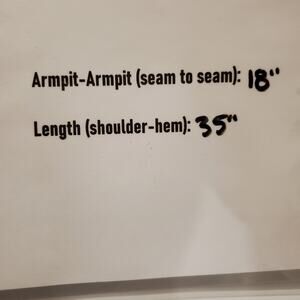 Armpit-Armpit (seam to seam): 18"
Length (shoulder-hem): 35"